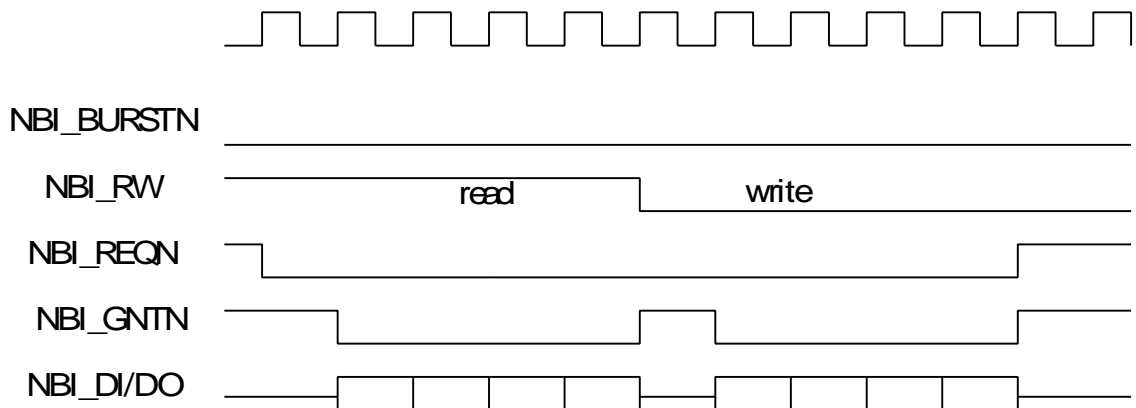 NBI_BURSTN
NBI_RW read write
NBI_REQN
NBI_GNTN
NBI_DI/DO